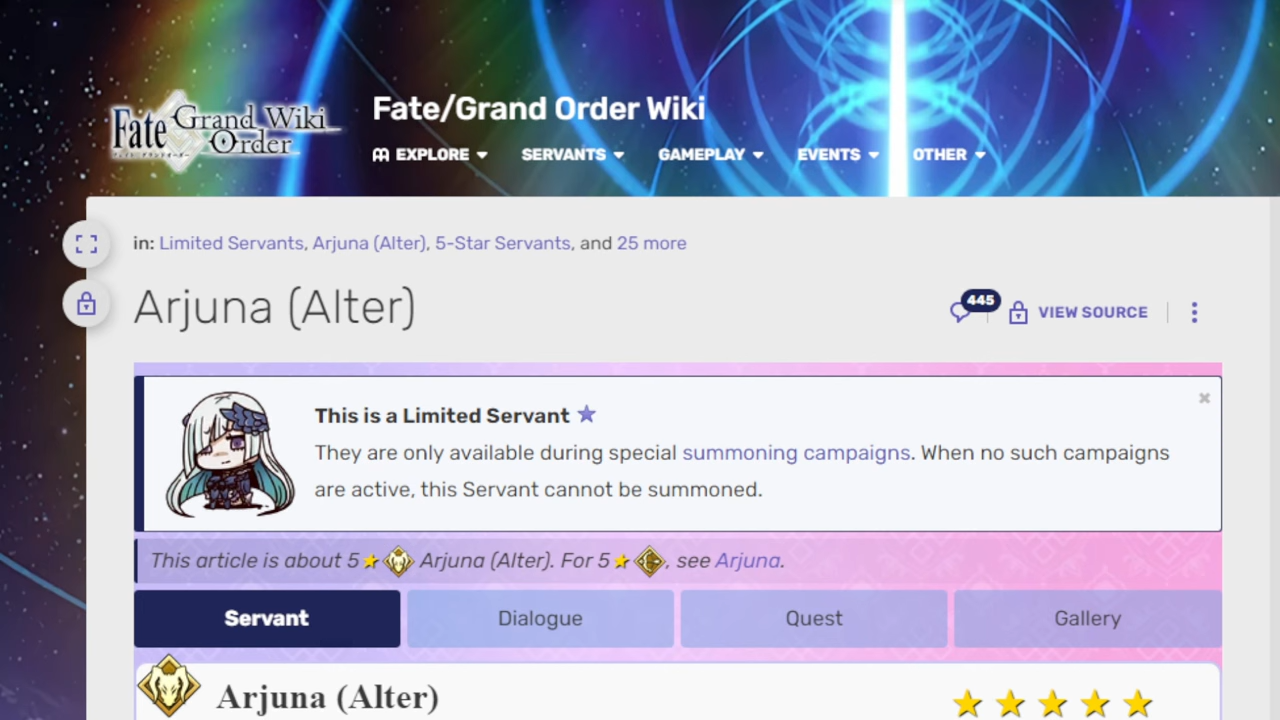 Fate Grand Wiki
Order
Fate/Grand Order Wiki
EXPLORE SERVANTS GAMEPLAY EVENTS OTHER
in: Limited Servants, Arjuna (Alter), 5-Star Servants, and 25 more
Arjuna (Alter)
445
VIEW SOURCE
This is a Limited Servant
They are only available during special summoning campaigns. When no such campaigns
are active, this Servant cannot be summoned.
This article is about 5 Arjuna (Alter). For 5 , see Arjuna.
Servant Dialogue Quest Gallery
Arjuna (Alter)